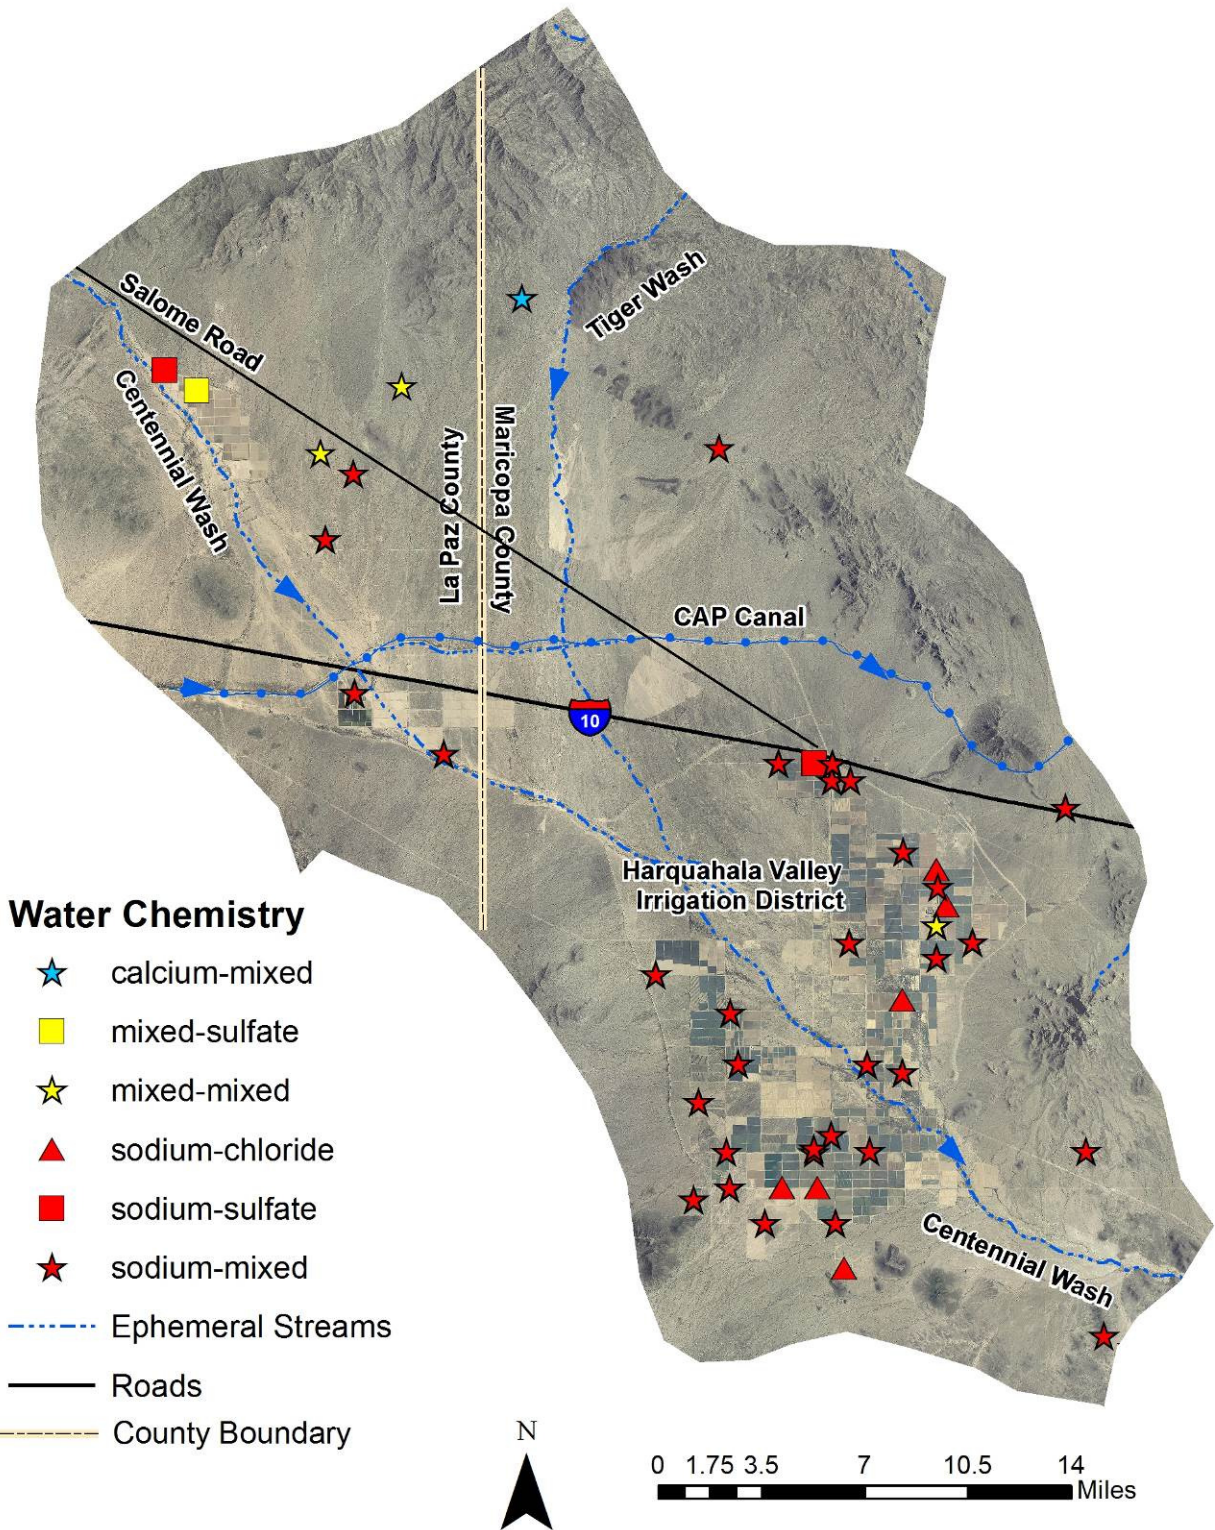 Salome Road
Tiger Wash
Centennial Wash
La Paz County
Maricopa County
CAP Canal
10
Harquahala Valley
Irrigation District
Centennial Wash
Water Chemistry
calcium-mixed
mixed-sulfate
mixed-mixed
sodium-chloride
sodium-sulfate
sodium-mixed
Ephemeral Streams
Roads
County Boundary
N
0 1.75 3.5 7 10.5 14
Miles